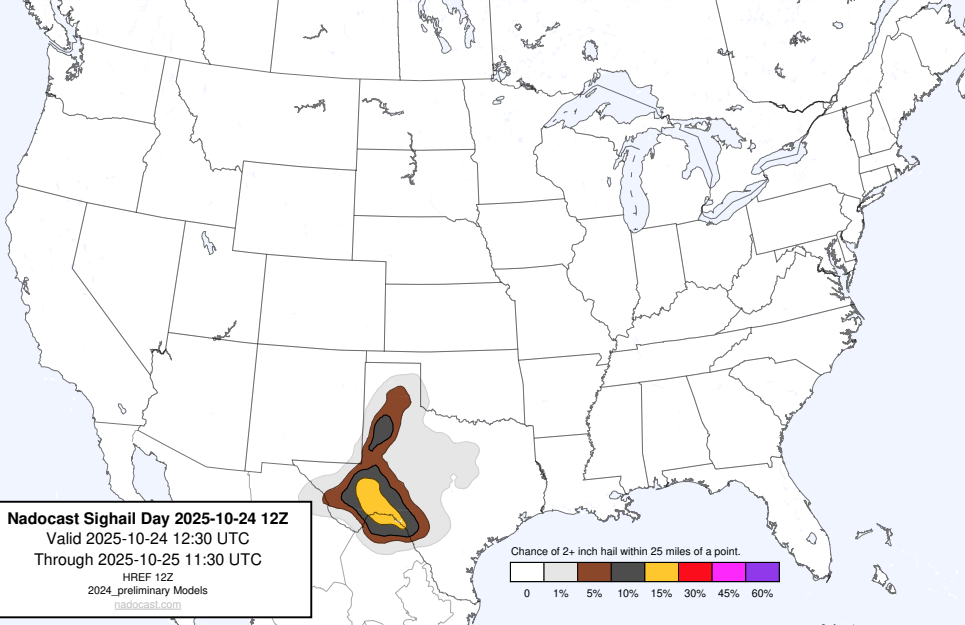 Nadocast Sighail Day 2025-10-24 12Z
Valid 2025-10-24 12:30 UTC
Through 2025-10-25 11:30 UTC
HREF 12Z
2024_preliminary Models
nadocast.com
Chance of 2+ inch hail within 25 miles of a point.
0 1% 5% 10% 15% 30% 45% 60%